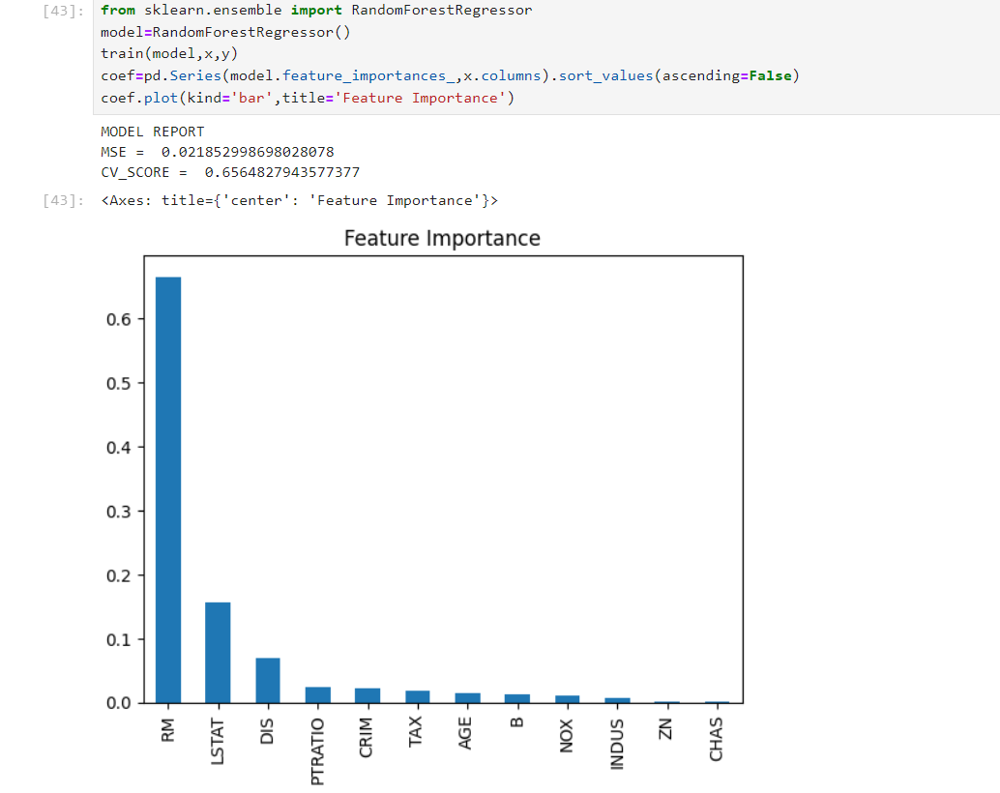 [43]: from sklearn.ensemble import RandomForestRegressor
model=RandomForestRegressor()
train(model,x,y)
coef=pd.Series(model.feature_importances_,x.columns).sort_values(ascending=False)
coef.plot(kind='bar',title='Feature Importance')
MODEL REPORT
MSE =  0.021852998698028078
CV_SCORE =  0.6564827943577377
[43]: <Axes: title={'center': 'Feature Importance'}>
Feature Importance
0.6
0.5
0.4
0.3
0.2
0.1
0.0
RM LSTAT DIS PTRATIO CRIM TAX AGE B NOX INDUS ZN CHAS